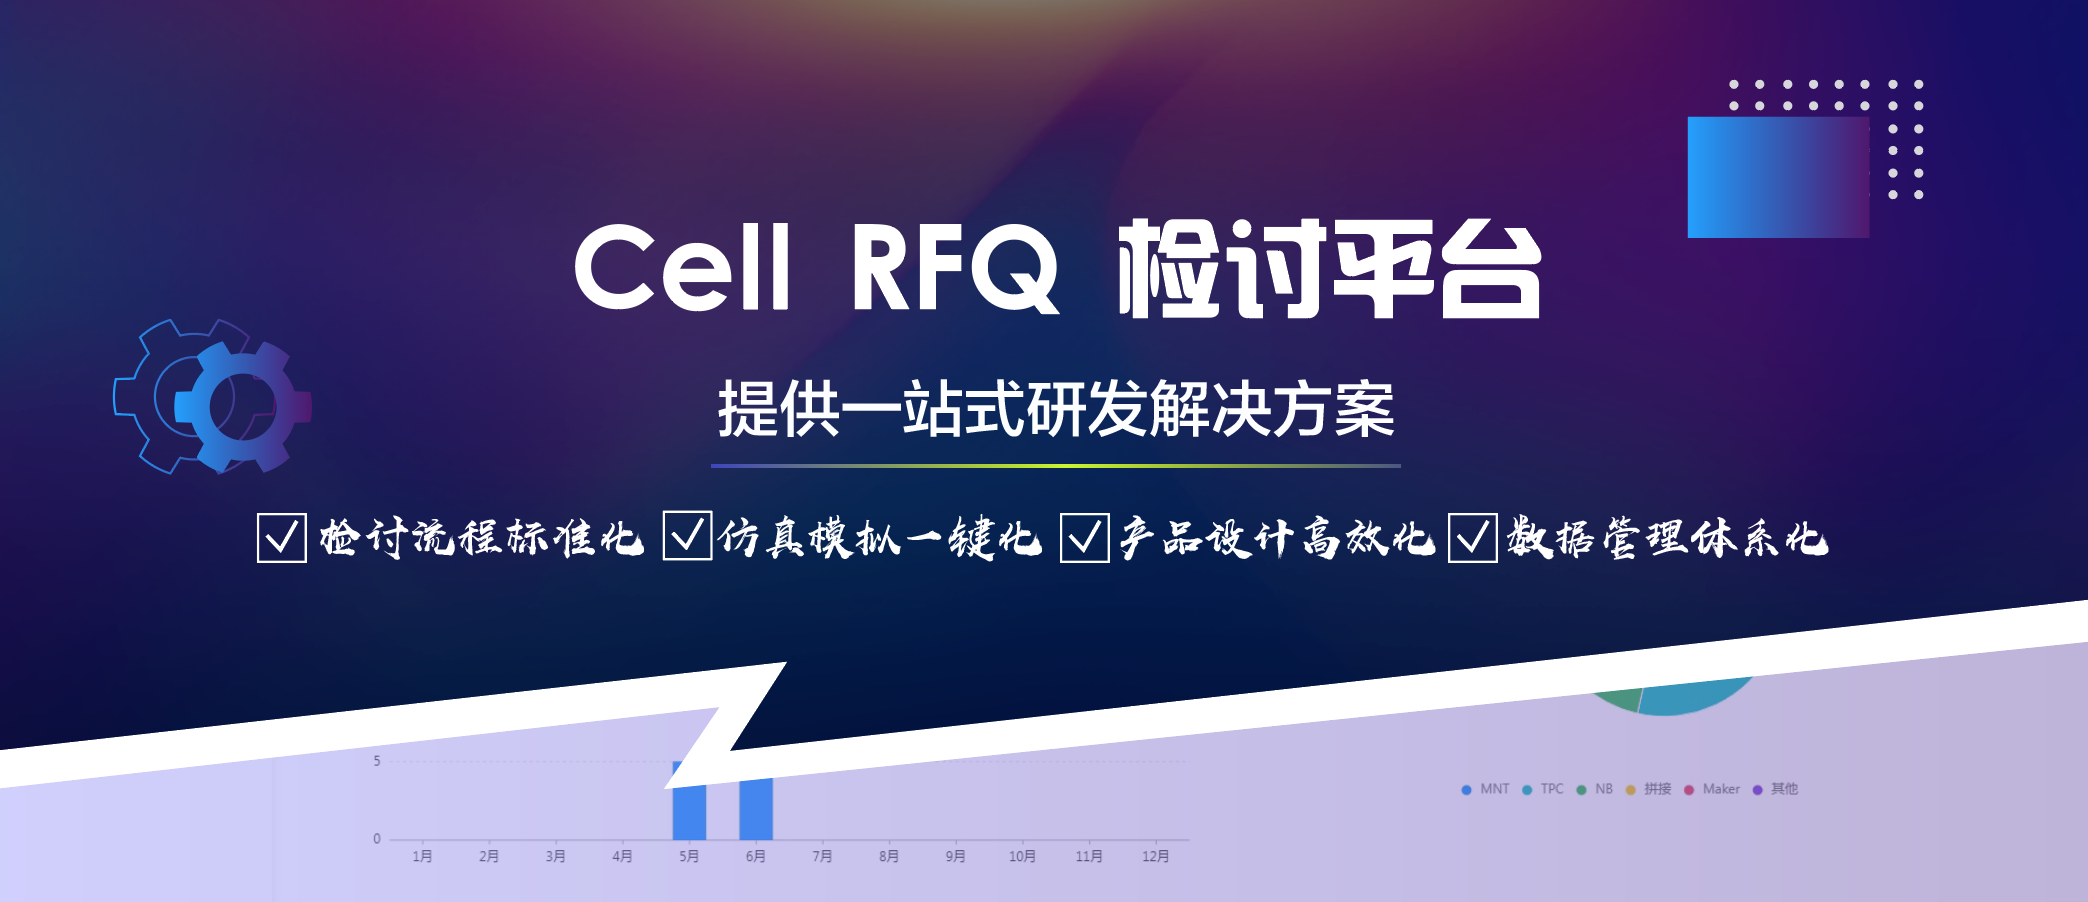 Cell RFQ 检讨平台
提供一站式研发解决方案
检讨流程标准化 仿真模拟一键化 产品设计高效化 数据管理体系化
5
0
1月 2月 3月 4月 5月 6月 7月 8月 9月 10月 11月 12月
MNT TPC NB 拼接 Maker 其他